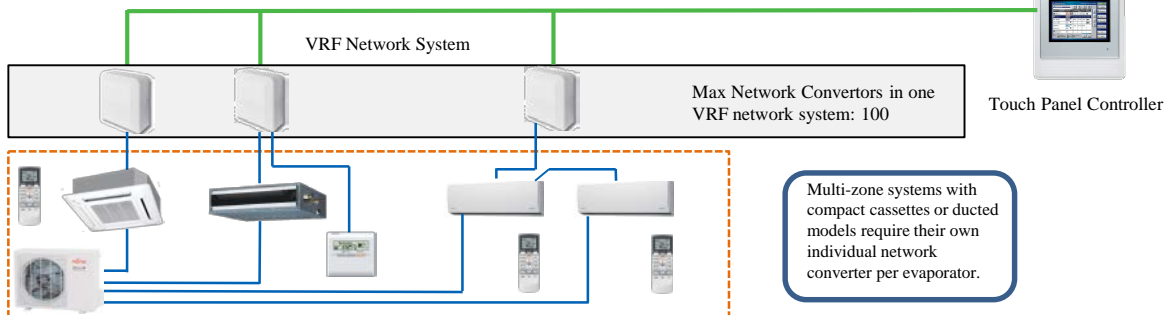 VRF Network System
Max Network Convertors in one
VRF network system: 100
Touch Panel Controller
Multi-zone systems with
compact cassettes or ducted
models require their own
individual network
converter per evaporator.